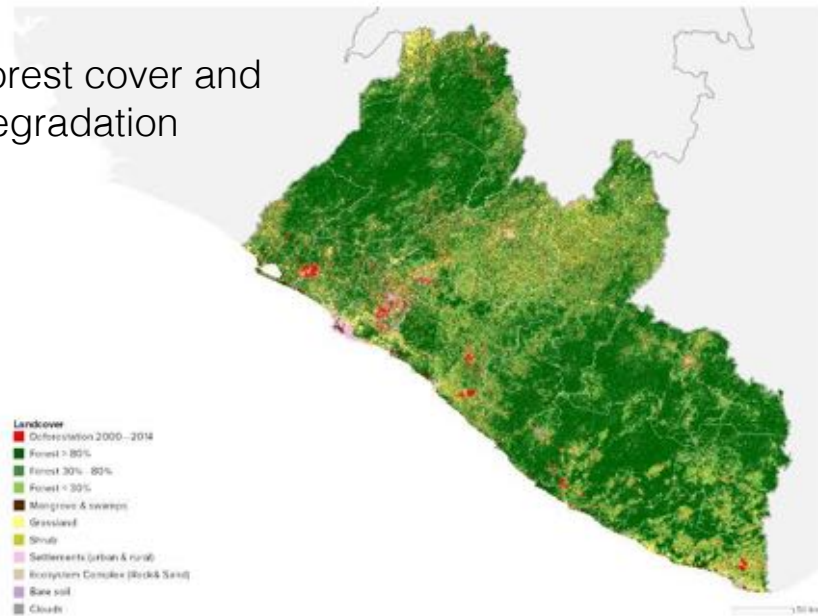 orest cover and
egradation
Landcover
Deforestation 2000 - 2014
Forest > 80%
Forest 30% - 80%
Forest < 30%
Mangrove & swamps
Grassland
Shrub
Settlements (urban & rural)
Ecosystem Complex (Rock& Sand)
Bare soil
Clouds